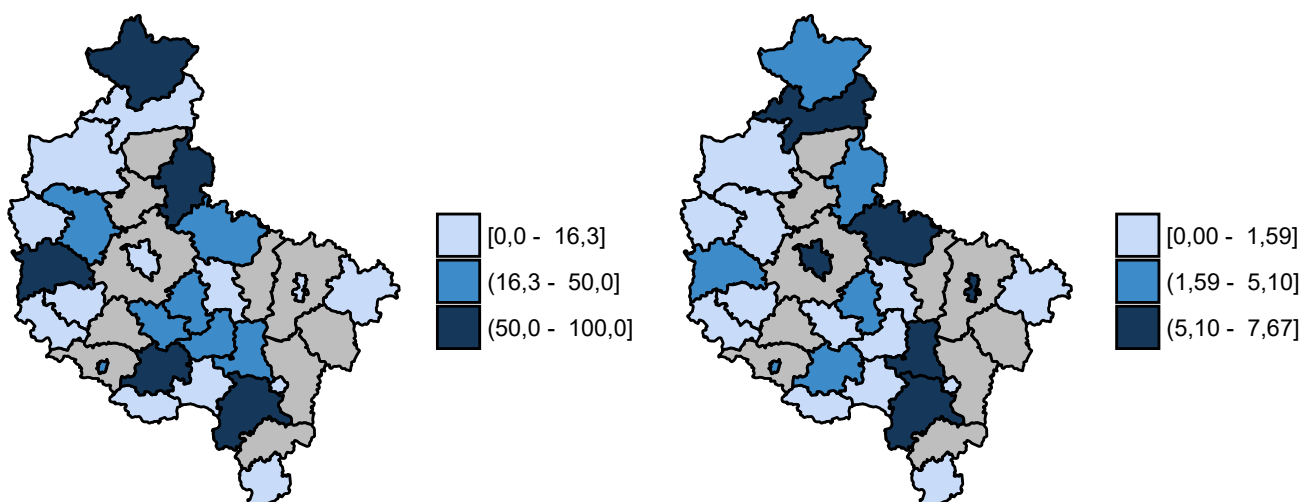 [0,0 - 16,3]
(16,3 - 50,0]
(50,0 - 100,0]
[0,00 - 1,59]
(1,59 - 5,10]
(5,10 - 7,67]